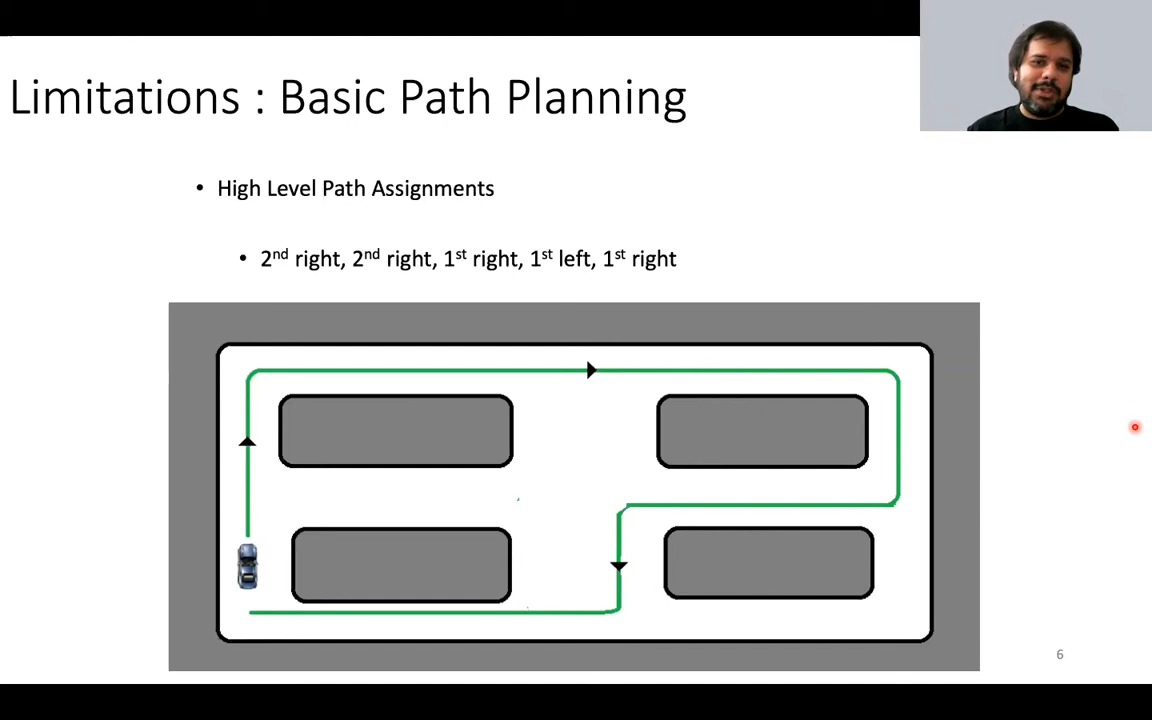 Limitations : Basic Path Planning
• High Level Path Assignments
• 2nd right, 2nd right, 1st right, 1st left, 1st right
6